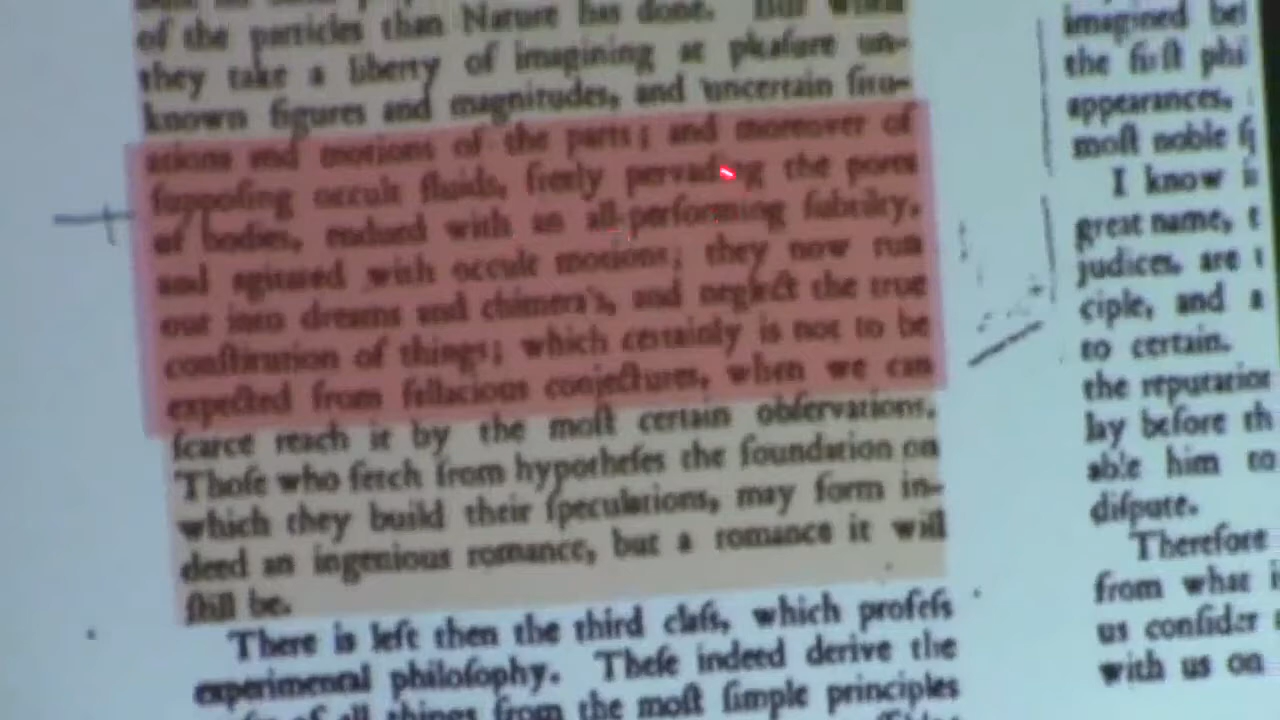 of the particles than Nature has done. But when
they take a liberty of imagining at pleaſure un-
known figures and magnitudes, and uncertain ſitu-
ations and motions of the parts; and moreover of
ſuppoſing occult fluids, freely pervading the pores
of bodies, endued with an all-performing ſubtilty,
and agitated with occult motions; they now run
out into dreams and chimera's, and neglect the true
conſtitution of things; which certainly is not to be
expected from fallacious conjectures, when we can
ſcarce reach it by the moſt certain obſervations.
Thoſe who fetch from hypotheſes the foundation on
which they build their ſpeculations, may form in-
deed an ingenious romance, but a romance it will
ſtill be.
There is left then the third claſs, which profeſs
experimental philoſophy. Theſe indeed derive the
of all things from the moſt ſimple principles
imagined
the firſt
appearances,
moſt noble
I know
great name,
judices, are
ciple, and a
to certain.
the reputation
lay before
able him to
diſpute.
Therefore
from what
us conſider
with us on